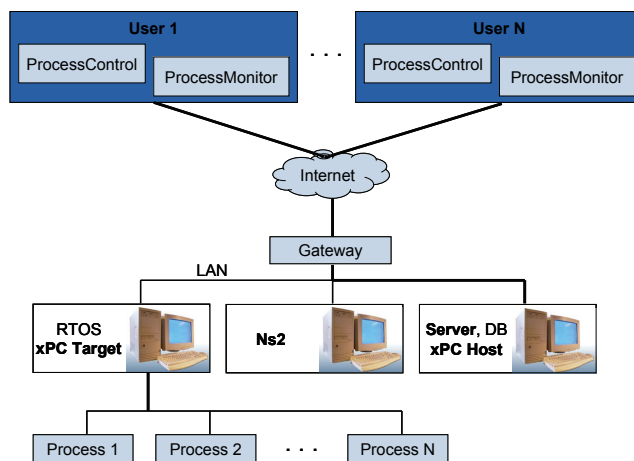 User 1
ProcessControl
ProcessMonitor
. . .
User N
ProcessControl
ProcessMonitor
Internet
Gateway
LAN
RTOS
xPC Target
Ns2
Server, DB
xPC Host
Process 1
Process 2
. . .
Process N